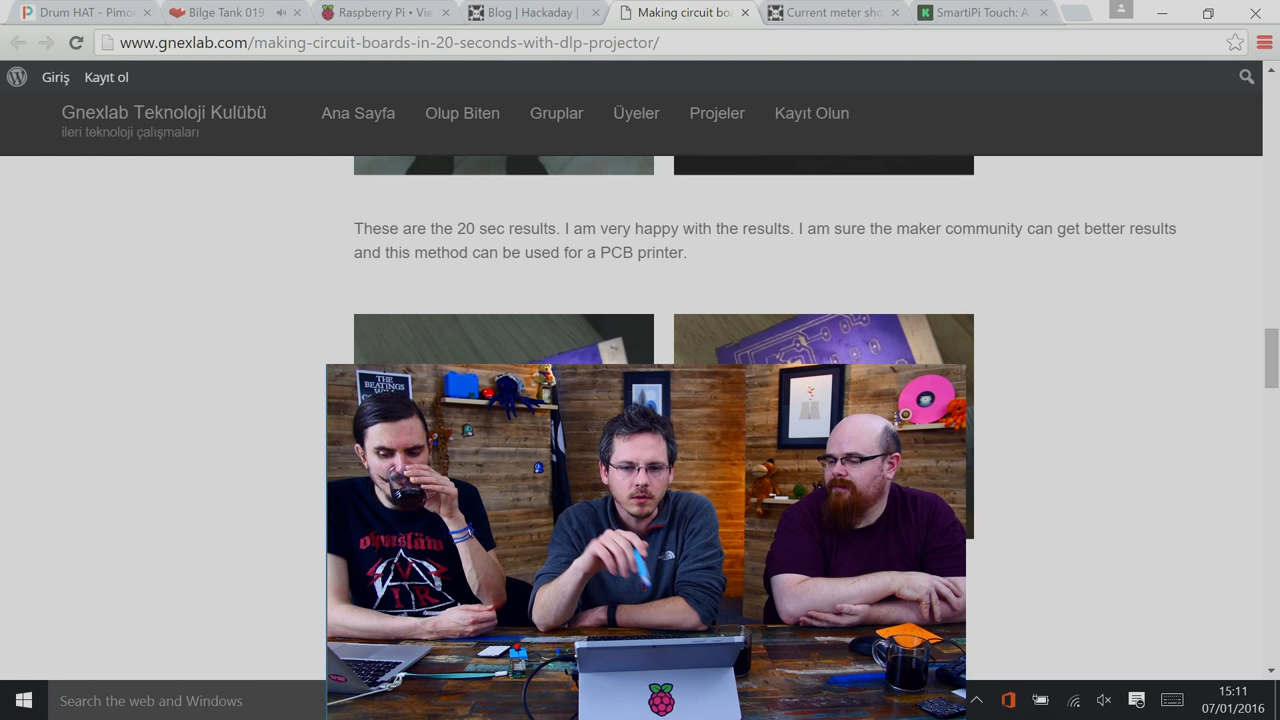 Drum HAT - Pimo
Bilge Tank 019
Raspberry Pi • Vie
Blog | Hackaday |
Making circuit bo
Current meter sho
SmartiPi Touch: A
www.gnexlab.com/making-circuit-boards-in-20-seconds-with-dlp-projector/
Giriş
Kayıt ol
Gnexlab Teknoloji Kulübü
ileri teknoloji çalışmaları
Ana Sayfa
Olup Biten
Gruplar
Üyeler
Projeler
Kayıt Olun
These are the 20 sec results. I am very happy with the results. I am sure the maker community can get better results
and this method can be used for a PCB printer.
THE
BEATINGS
WILL
Search the web and Windows
15:11
07/01/2016